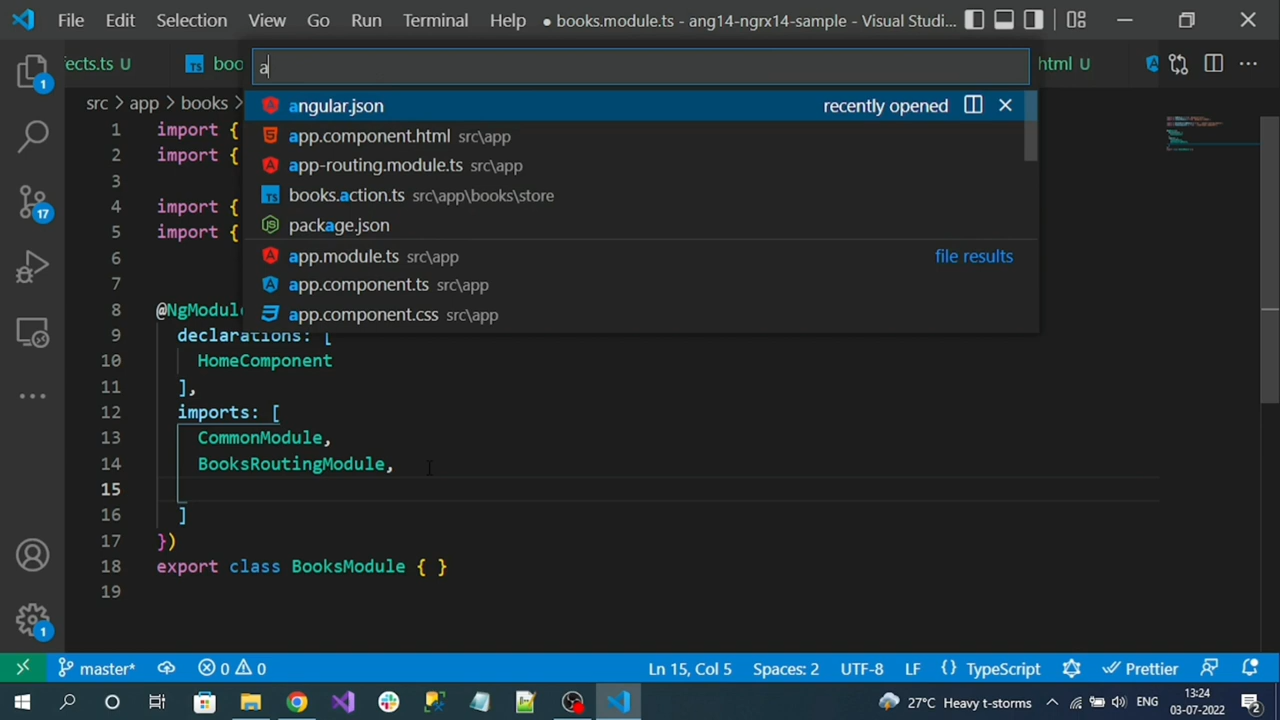 File Edit Selection View Go Run Terminal Help ● books.module.ts - ang14-ngrx14-sample - Visual Studi...
fects.ts U boo html U
a
src > app > books >
angular.json recently opened
app.component.html src\app
app-routing.module.ts src\app
books.action.ts src\app\books\store
package.json
app.module.ts src\app file results
app.component.ts src\app
app.component.css src\app
1 import {
2 import {
3
4 import {
5 import {
6
7
8 @NgModule
9 declarations: [
10 HomeComponent
11 ],
12 imports: [
13 CommonModule,
14 BooksRoutingModule,
15
16 ]
17 })
18 export class BooksModule { }
19
1
17
1
master* 0 0 Ln 15, Col 5 Spaces: 2 UTF-8 LF {} TypeScript Prettier
27°C Heavy t-storms ENG 13:24
03-07-2022 2